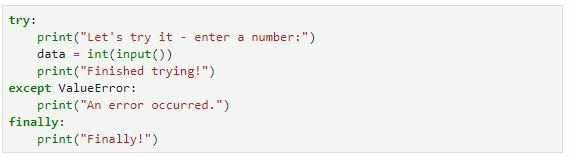 try:
    print("Let's try it - enter a number:")
    data = int(input())
    print("Finished trying!")
except ValueError:
    print("An error occurred.")
finally:
    print("Finally!")